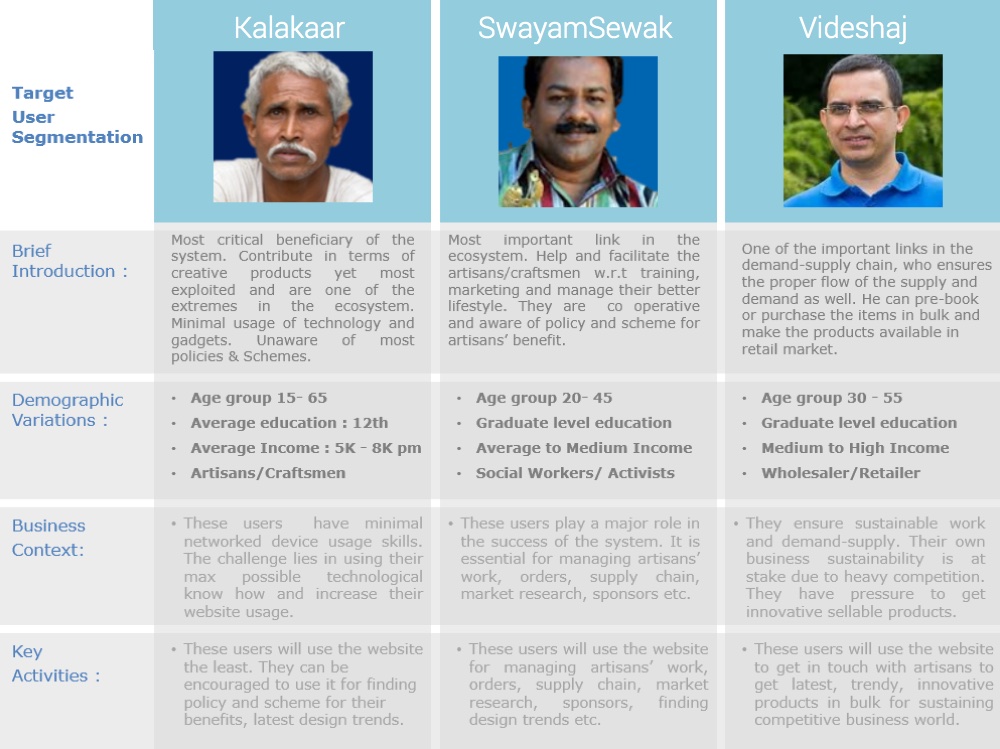 Kalakaar
SwayamSewak
Videshaj
Target
User
Segmentation
Brief
Introduction :
Most critical beneficiary of the
system. Contribute in terms of
creative products yet most
exploited and are one of the
extremes in the ecosystem.
Minimal usage of technology and
gadgets. Unaware of most
policies & Schemes.
Most important link in the
ecosystem. Help and facilitate the
artisans/craftsmen w.r.t training,
marketing and manage their better
lifestyle. They are co operative
and aware of policy and scheme for
artisans’ benefit.
One of the important links in the
demand-supply chain, who ensures
the proper flow of the supply and
demand as well. He can pre-book
or purchase the items in bulk and
make the products available in
retail market.
Demographic
Variations :
• Age group 15- 65
• Average education : 12th
• Average Income : 5K - 8K pm
• Artisans/Craftsmen
• Age group 20- 45
• Graduate level education
• Average to Medium Income
• Social Workers/ Activists
• Age group 30 - 55
• Graduate level education
• Medium to High Income
• Wholesaler/Retailer
Business
Context:
• These users have minimal
networked device usage skills.
The challenge lies in using their
max possible technological
know how and increase their
website usage.
• These users play a major role in
the success of the system. It is
essential for managing artisans’
work, orders, supply chain,
market research, sponsors etc.
• They ensure sustainable work
and demand-supply. Their own
business sustainability is at
stake due to heavy competition.
They have pressure to get
innovative sellable products.
Key
Activities :
• These users will use the website
the least. They can be
encouraged to use it for finding
policy and scheme for their
benefits, latest design trends.
• These users will use the website
for managing artisans’ work,
orders, supply chain, market
research, sponsors, finding
design trends etc.
• These users will use the website
to get in touch with artisans to
get latest, trendy, innovative
products in bulk for sustaining
competitive business world.